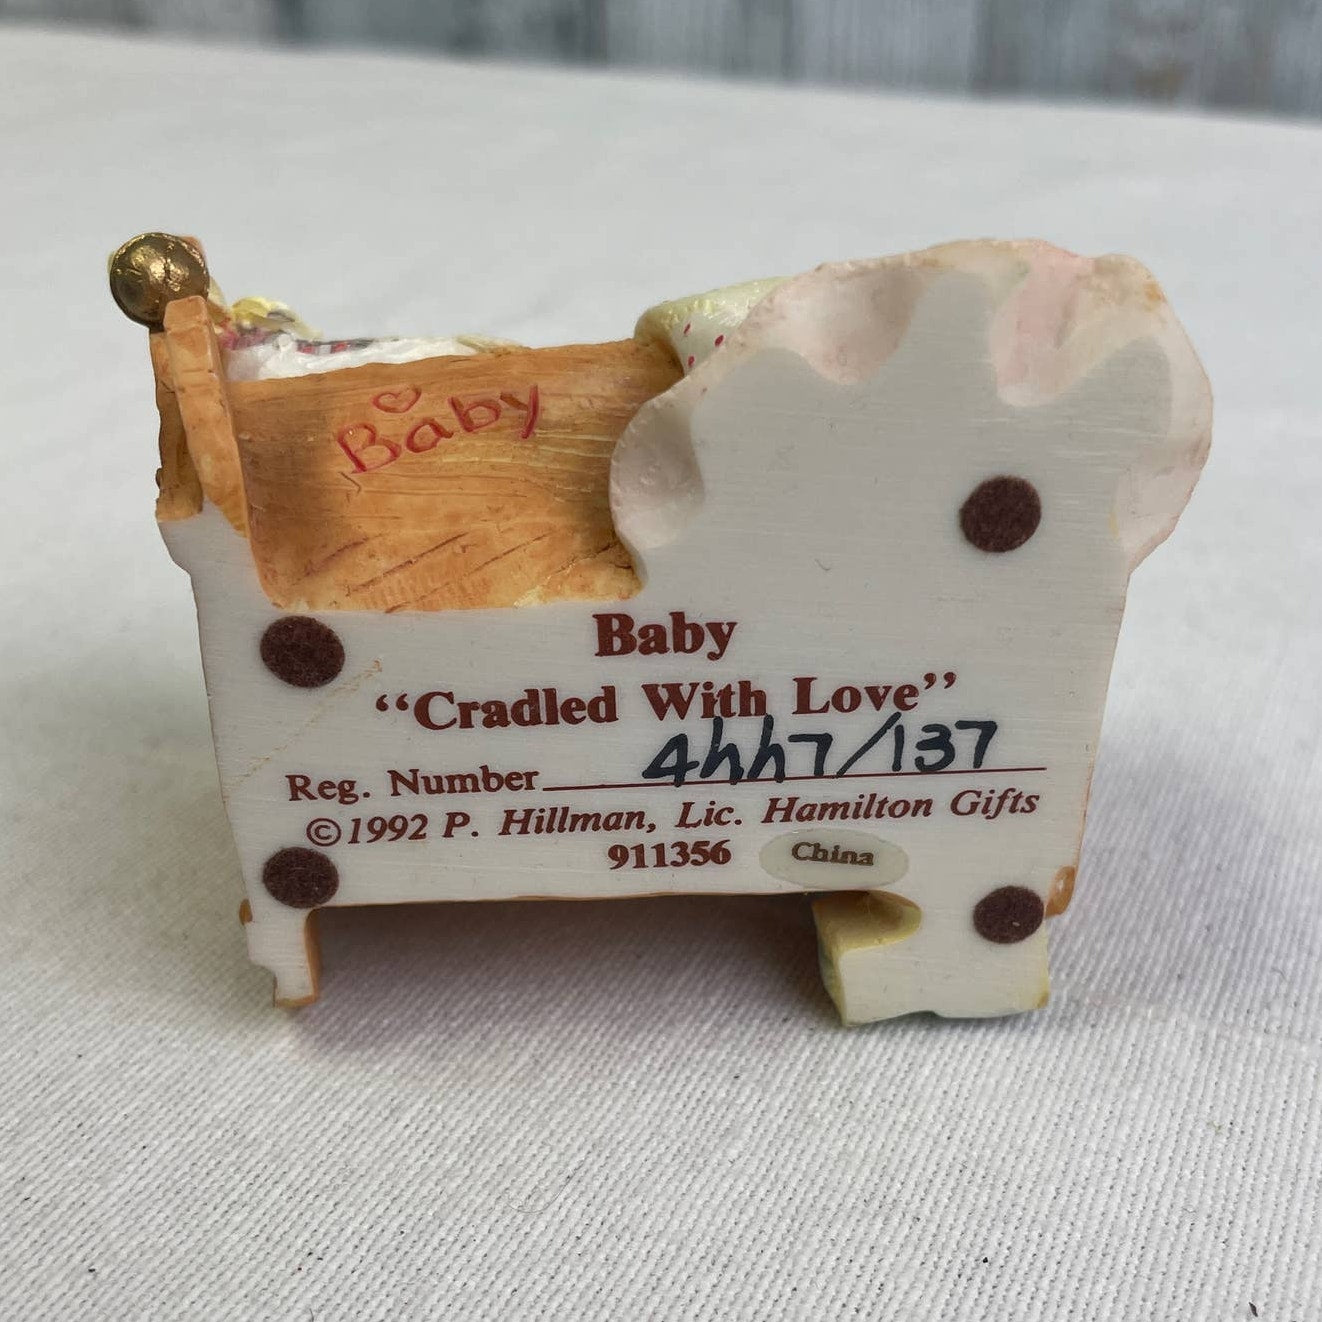 Baby
Baby
“Cradled With Love”
Reg. Number 4447/137
©1992 P. Hillman, Lic. Hamilton Gifts
911356 China